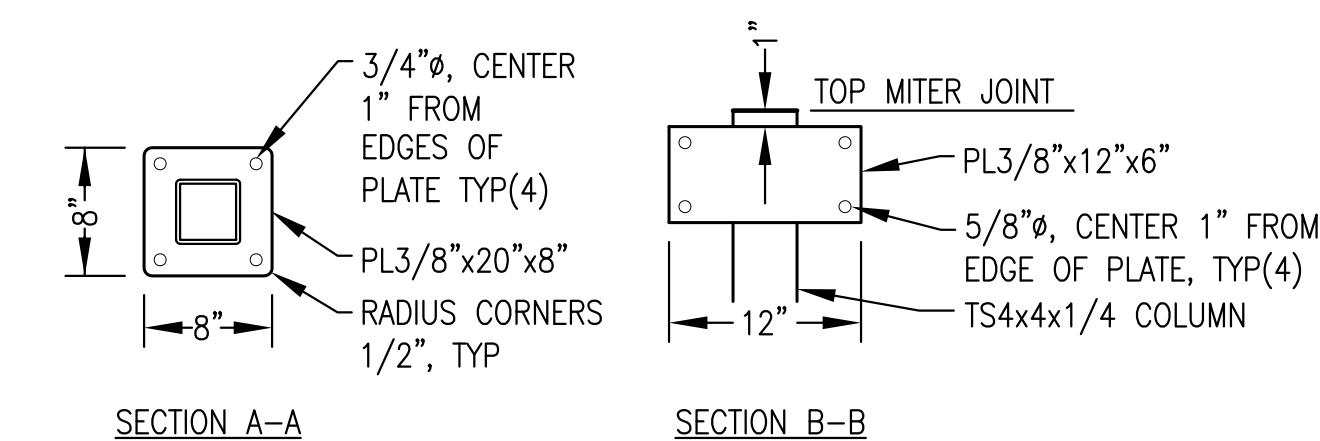 3/4"ø, CENTER
1" FROM
EDGES OF
PLATE TYP(4)
8"
PL3/8"x20"x8"
RADIUS CORNERS
1/2", TYP
8"
SECTION A-A
1"
TOP MITER JOINT
PL3/8"x12"x6"
5/8"ø, CENTER 1" FROM
EDGE OF PLATE, TYP(4)
TS4x4x1/4 COLUMN
12"
SECTION B-B